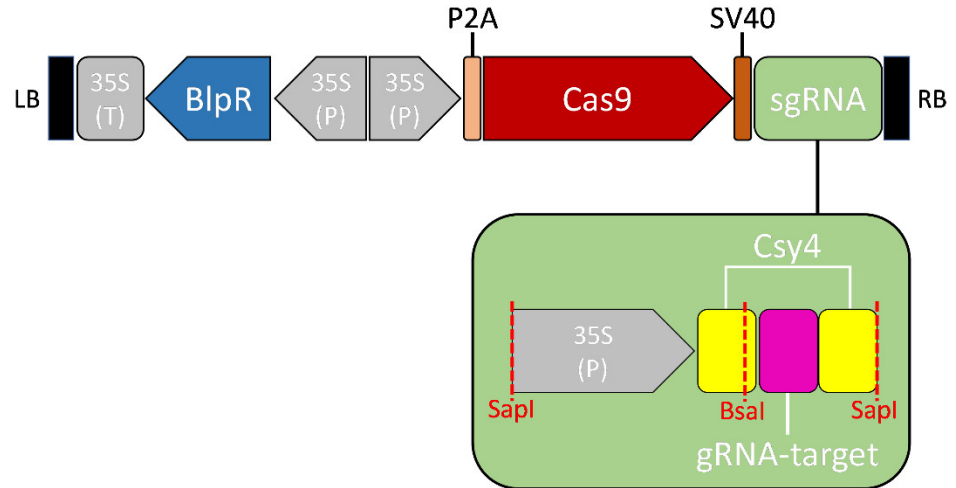 P2A
SV40
LB
35S
(T)
BlpR
35S
(P)
35S
(P)
Cas9
sgRNA
RB
Csy4
35S
(P)
SapI
BsaI
SapI
gRNA-target